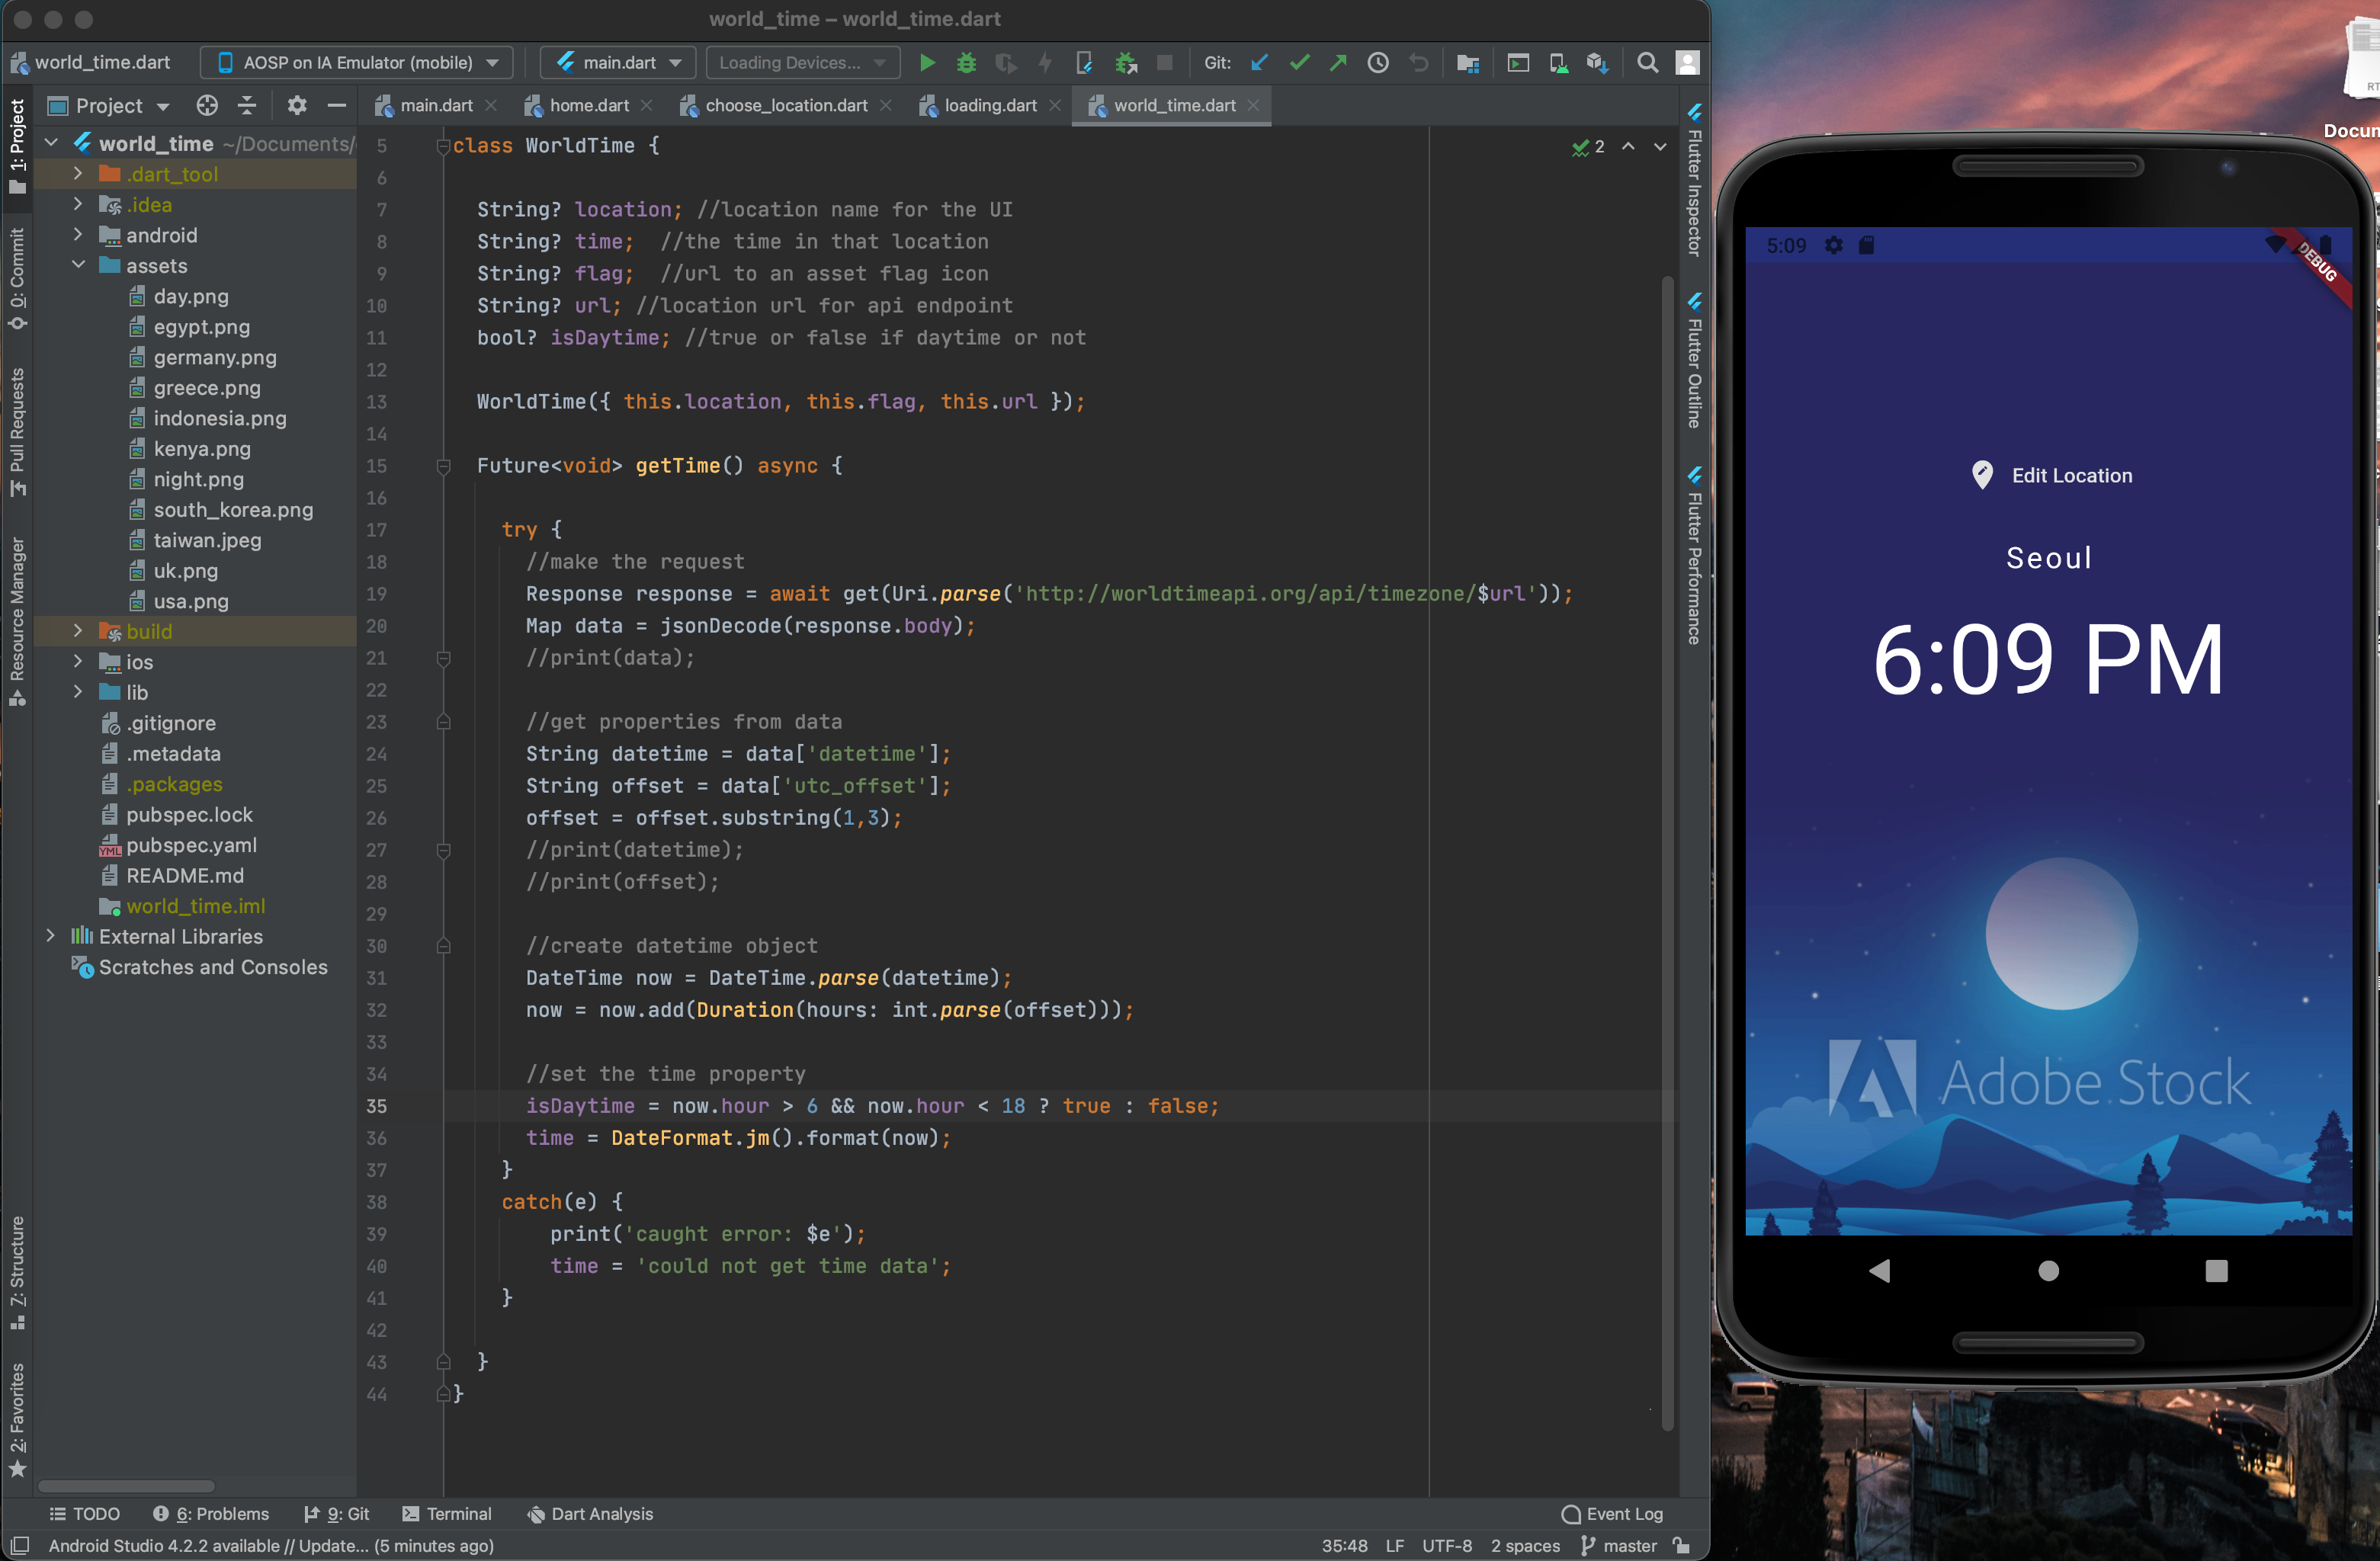 world_time – world_time.dart
world_time.dart
AOSP on IA Emulator (mobile)
main.dart
Loading Devices...
Git:
Project
main.dart
home.dart
choose_location.dart
loading.dart
world_time.dart
1: Project
0: Commit
Pull Requests
Resource Manager
Z: Structure
2: Favorites
world_time ~/Documents/
.dart_tool
.idea
android
assets
day.png
egypt.png
germany.png
greece.png
indonesia.png
kenya.png
night.png
south_korea.png
taiwan.jpeg
uk.png
usa.png
build
ios
lib
.gitignore
.metadata
.packages
pubspec.lock
YML pubspec.yaml
README.md
world_time.iml
External Libraries
Scratches and Consoles
2
5 class WorldTime {
6
7 String? location; //location name for the UI
8 String? time;  //the time in that location
9 String? flag;  //url to an asset flag icon
10 String? url; //location url for api endpoint
11 bool? isDaytime; //true or false if daytime or not
12
13 WorldTime({ this.location, this.flag, this.url });
14
15 Future<void> getTime() async {
16
17 try {
18 //make the request
19 Response response = await get(Uri.parse('http://worldtimeapi.org/api/timezone/$url'));
20 Map data = jsonDecode(response.body);
21 //print(data);
22
23 //get properties from data
24 String datetime = data['datetime'];
25 String offset = data['utc_offset'];
26 offset = offset.substring(1,3);
27 //print(datetime);
28 //print(offset);
29
30 //create datetime object
31 DateTime now = DateTime.parse(datetime);
32 now = now.add(Duration(hours: int.parse(offset)));
33
34 //set the time property
35 isDaytime = now.hour > 6 && now.hour < 18 ? true : false;
36 time = DateFormat.jm().format(now);
37 }
38 catch(e) {
39 print('caught error: $e');
40 time = 'could not get time data';
41 }
42
43 }
44 }
Flutter Inspector
Flutter Outline
Flutter Performance
TODO
6: Problems
9: Git
Terminal
Dart Analysis
Event Log
Android Studio 4.2.2 available // Update... (5 minutes ago)
35:48
LF
UTF-8
2 spaces
master
RT
Docum
5:09
DEBUG
Edit Location
Seoul
6:09 PM
Adobe Stock